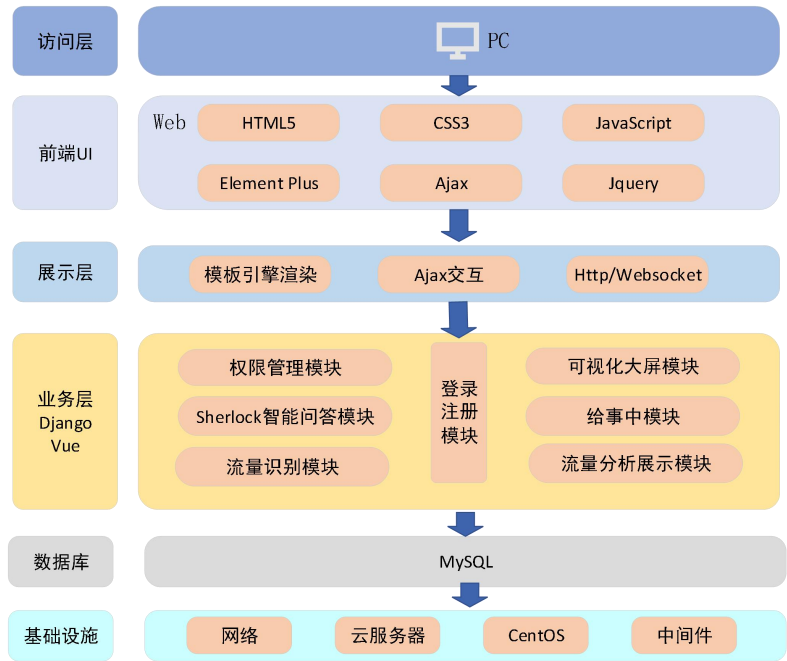 访问层
PC
前端UI
Web
HTML5
CSS3
JavaScript
Element Plus
Ajax
Jquery
展示层
模板引擎渲染
Ajax交互
Http/Websocket
业务层
Django
Vue
权限管理模块
Sherlock智能问答模块
流量识别模块
登录
注册
模块
可视化大屏模块
给事中模块
流量分析展示模块
数据库
MySQL
基础设施
网络
云服务器
CentOS
中间件